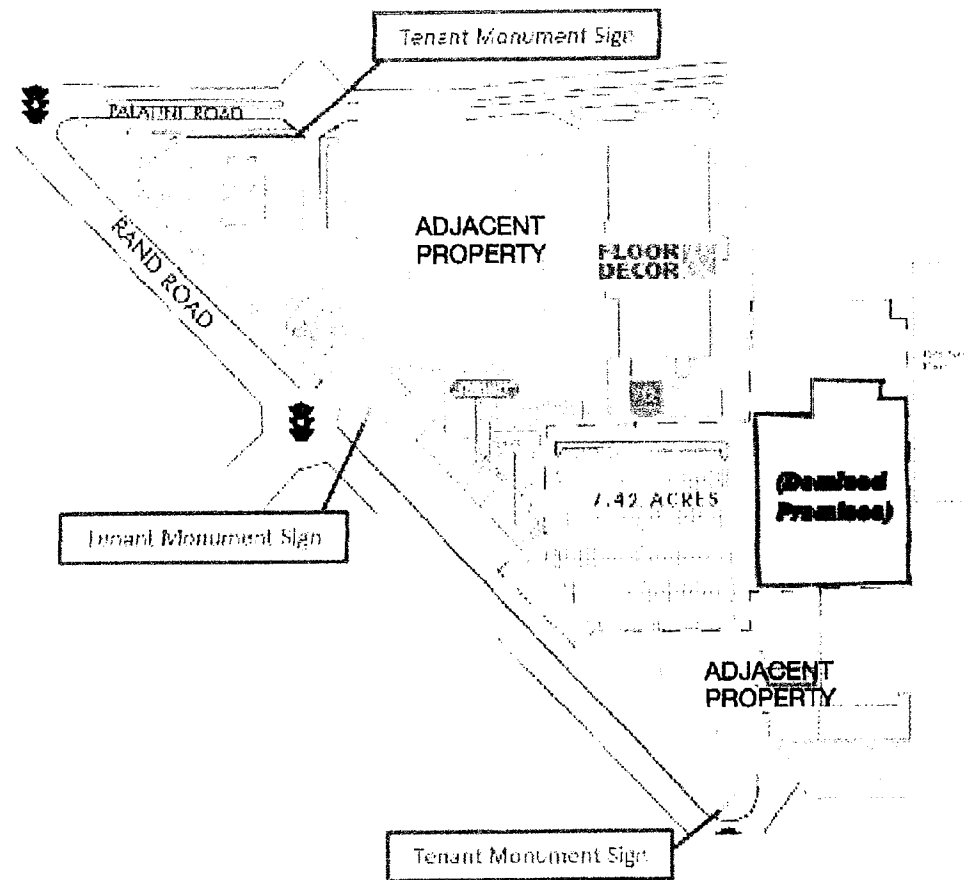 Tenant Monument Sign
PALATINE ROAD
RAND ROAD
ADJACENT
PROPERTY
FLOOR
DECOR
7.42 ACRES
(Demised
Premises)
Tenant Monument Sign
ADJACENT
PROPERTY
Tenant Monument Sign